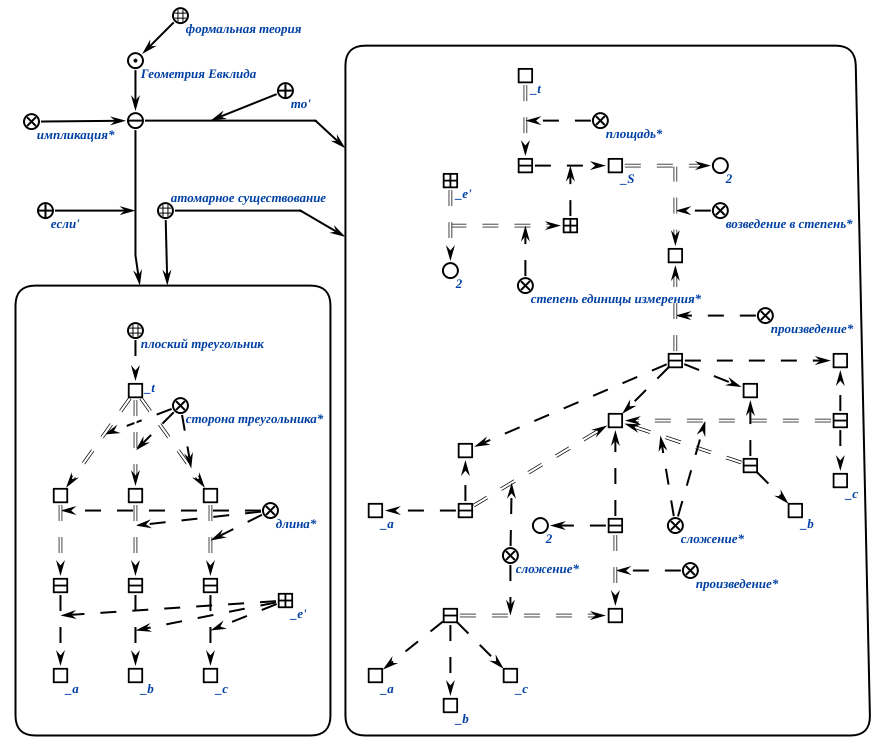 формальная теория
Геометрия Евклида
то'
импликация*
если'
атомарное существование
плоский треугольник
_t
сторона треугольника*
длина*
_e'
_a
_b
_c
_t
площадь*
_S
2
_e'
2
возведение в степень*
степень единицы измерения*
произведение*
_c
_a
2
сложение*
_b
сложение*
произведение*
_a
_c
_b